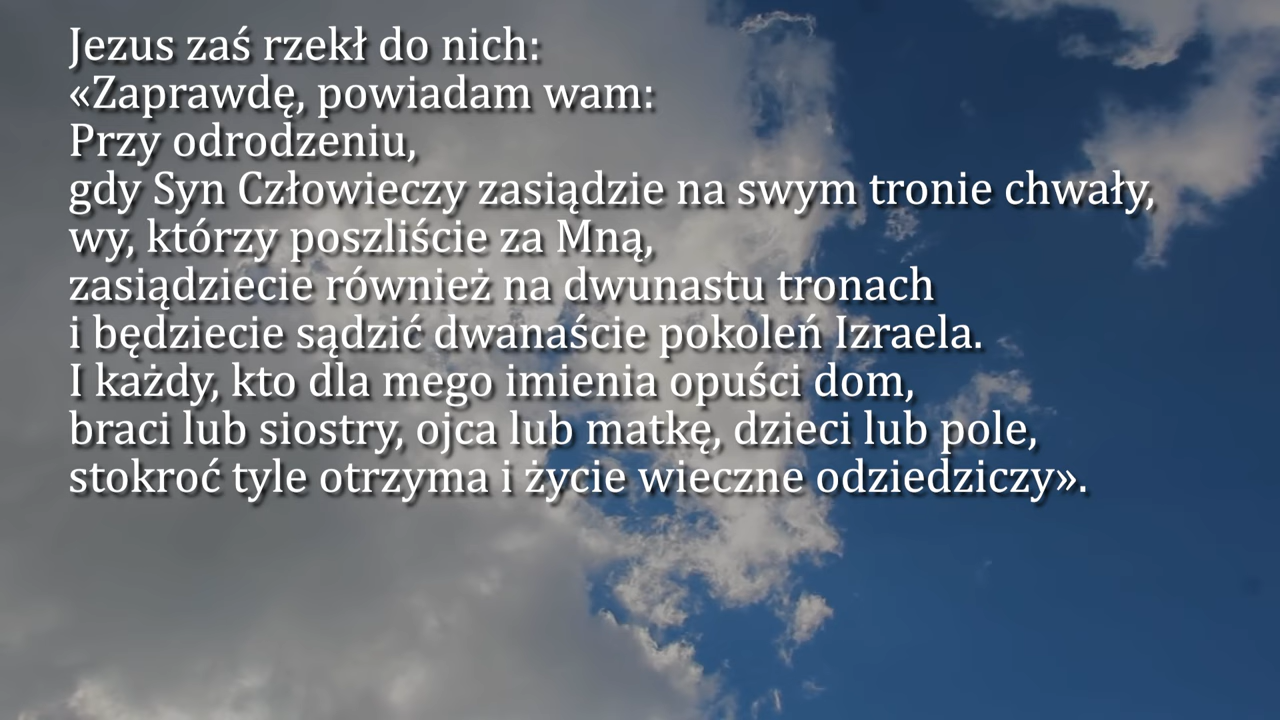 Jezus zaś rzekł do nich:
«Zaprawdę, powiadam wam:
Przy odrodzeniu,
gdy Syn Człowieczy zasiądzie na swym tronie chwały,
wy, którzy poszliście za Mną,
zasiądziecie również na dwunastu tronach
i będziecie sądzić dwanaście pokoleń Izraela.
I każdy, kto dla mego imienia opuści dom,
braci lub siostry, ojca lub matkę, dzieci lub pole,
stokroć tyle otrzyma i życie wieczne odziedziczy».